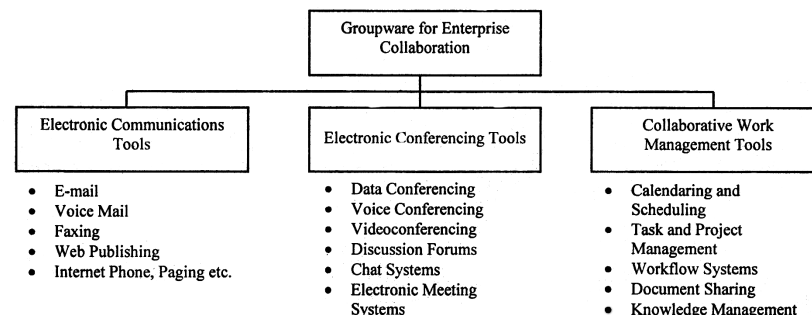 Groupware for Enterprise
Collaboration
Electronic Communications
Tools
• E-mail
• Voice Mail
• Faxing
• Web Publishing
• Internet Phone, Paging etc.
Electronic Conferencing Tools
• Data Conferencing
• Voice Conferencing
• Videoconferencing
• Discussion Forums
• Chat Systems
• Electronic Meeting
Systems
Collaborative Work
Management Tools
• Calendaring and
Scheduling
• Task and Project
Management
• Workflow Systems
• Document Sharing
• Knowledge Management